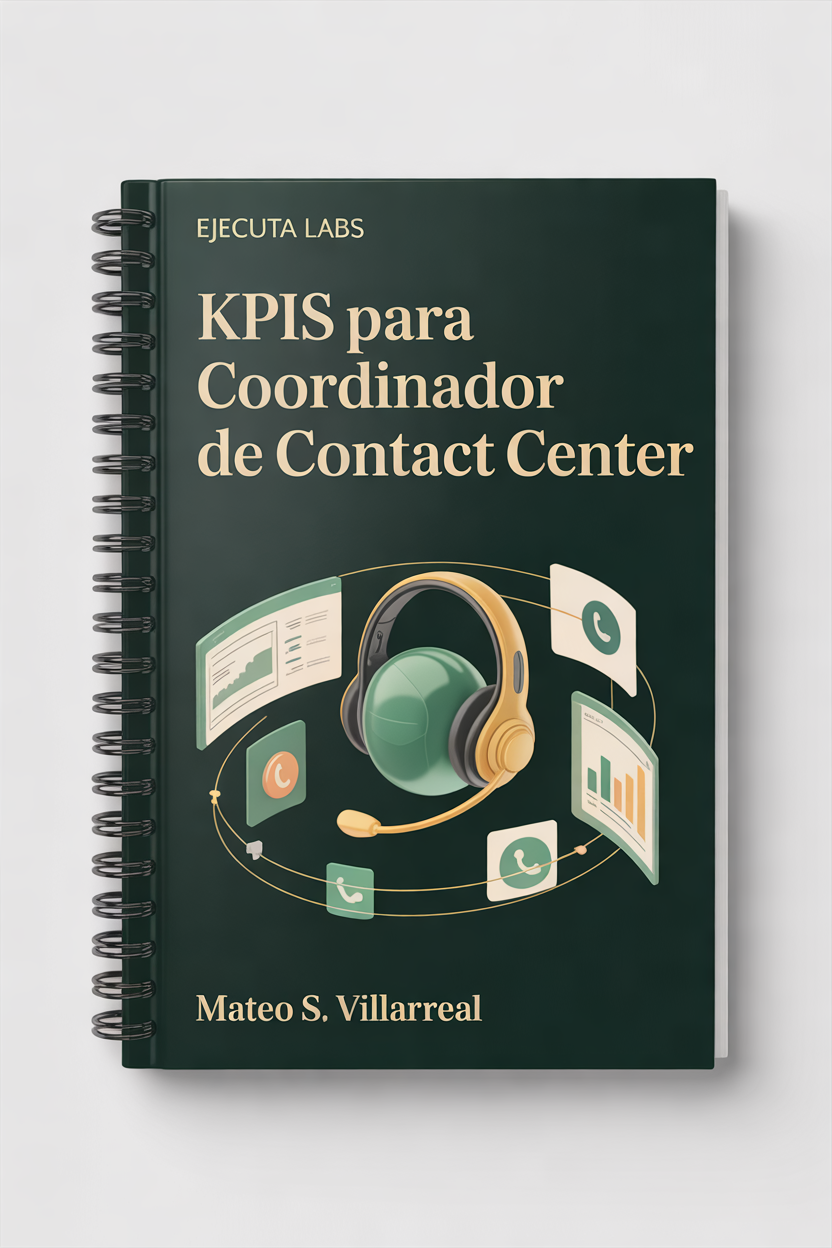 EJECUTA LABS
KPIS para
Coordinador
de Contact Center
Mateo S. Villarreal